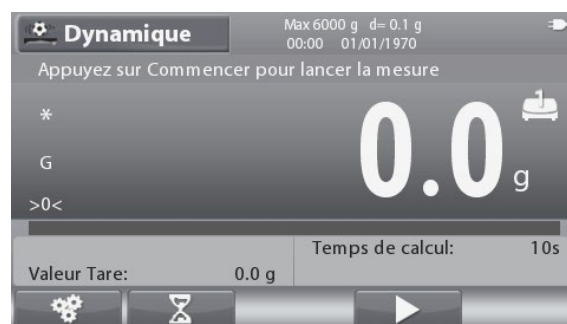 Dynamique
Max 6000 g d= 0.1 g
00:00 01/01/1970
Appuyez sur Commencer pour lancer la mesure
*
G
>0<
0.0 g
1
Temps de calcul: 10s
Valeur Tare: 0.0 g